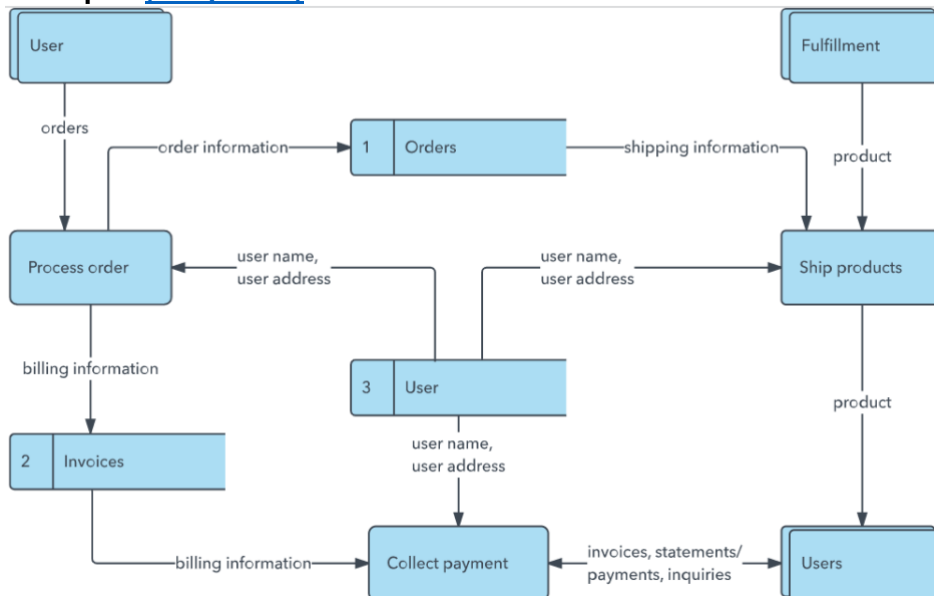 User
Fulfillment
orders
order information
1 Orders
shipping information
product
Process order
user name,
user address
user name,
user address
Ship products
billing information
3 User
product
2 Invoices
user name,
user address
billing information
Collect payment
invoices, statements/
payments, inquiries
Users